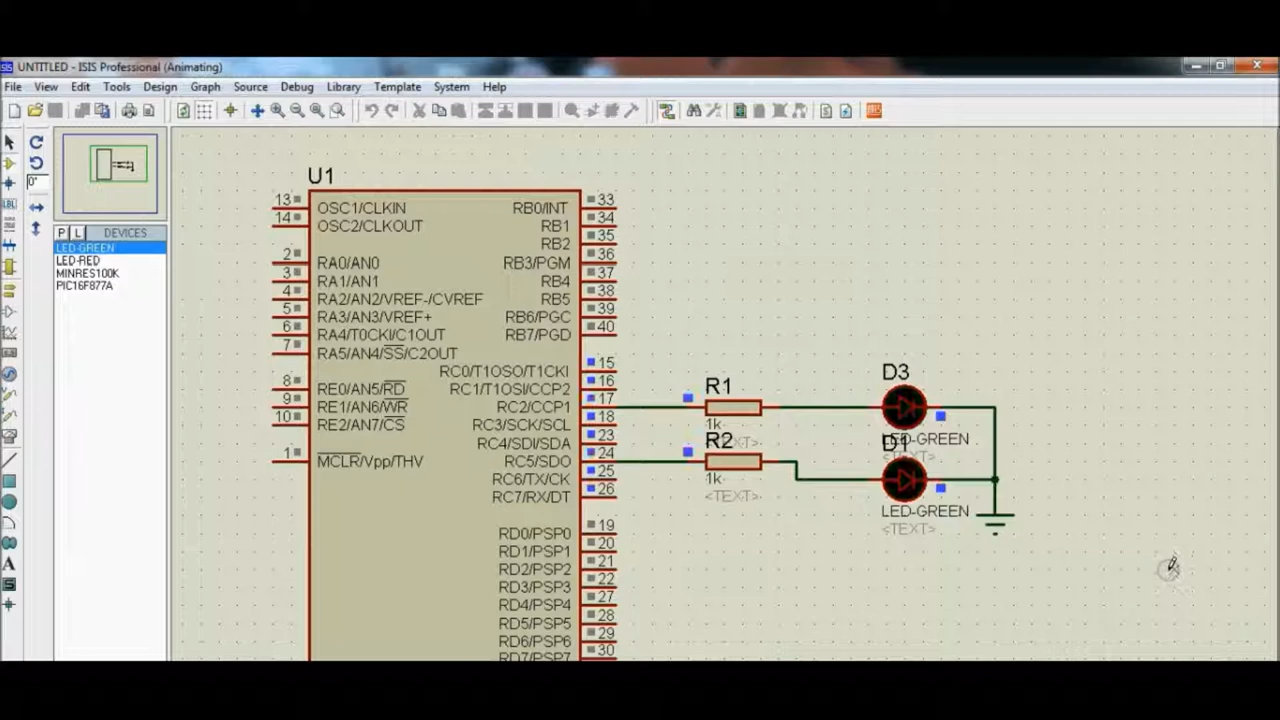 UNTITLED - ISIS Professional (Animating)
File View Edit Tools Design Graph Source Debug Library Template System Help
0°
P L DEVICES
LED-GREEN
LED-RED
MINRES100K
PIC16F877A
U1
13 OSC1/CLKIN
14 OSC2/CLKOUT
2 RA0/AN0
3 RA1/AN1
4 RA2/AN2/VREF-/CVREF
5 RA3/AN3/VREF+
6 RA4/T0CKI/C1OUT
7 RA5/AN4/SS/C2OUT
8 RE0/AN5/RD
9 RE1/AN6/WR
10 RE2/AN7/CS
1 MCLR/Vpp/THV
RB0/INT 33
RB1 34
RB2 35
RB3/PGM 36
RB4 37
RB5 38
RB6/PGC 39
RB7/PGD 40
RC0/T1OSO/T1CKI 15
RC1/T1OSI/CCP2 16
RC2/CCP1 17
RC3/SCK/SCL 18
RC4/SDI/SDA 23
RC5/SDO 24
RC6/TX/CK 25
RC7/RX/DT 26
RD0/PSP0 19
RD1/PSP1 20
RD2/PSP2 21
RD3/PSP3 22
RD4/PSP4 27
RD5/PSP5 28
RD6/PSP6 29
RD7/PSP7 30
R1
1k
<TEXT>
R2
1k
<TEXT>
D3
LED-GREEN
<TEXT>
D1
LED-GREEN
<TEXT>